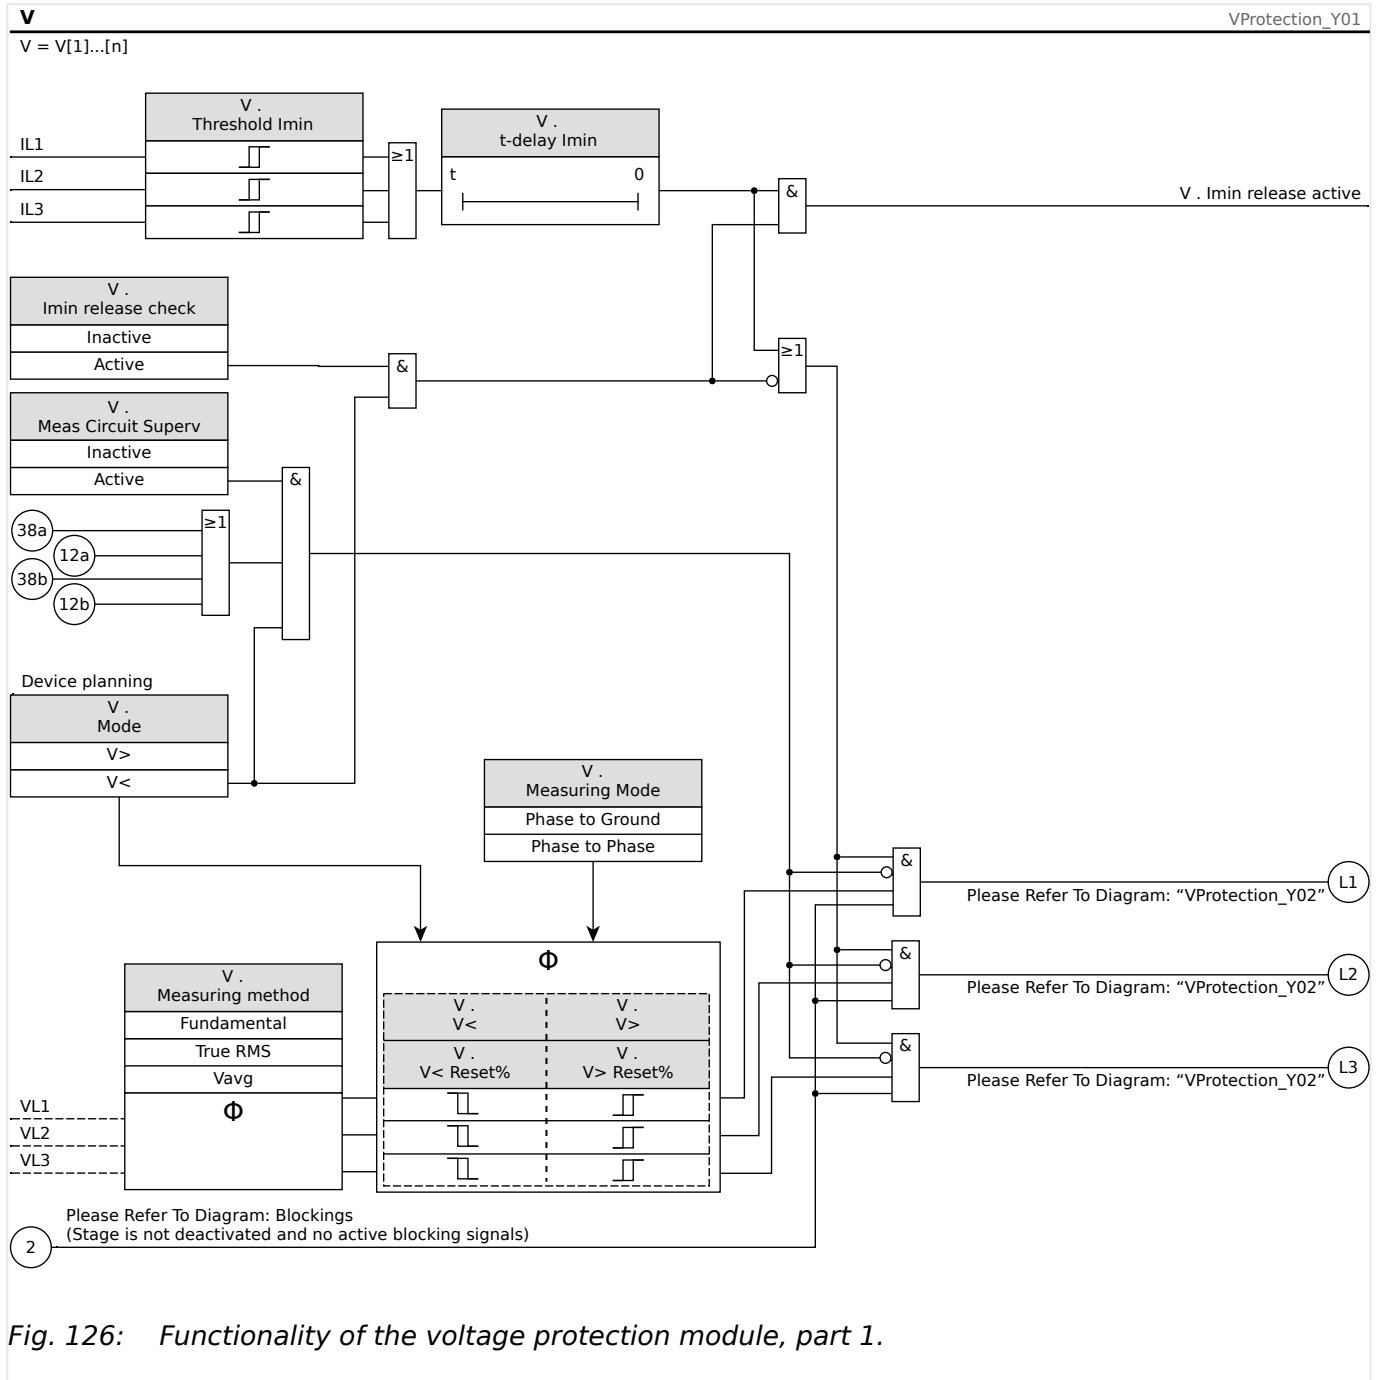 V
VProtection_Y01
V = V[1]...[n]
V .
Threshold Imin
IL1
IL2
IL3
≥1
V .
t-delay Imin
t
0
&
V . Imin release active
V .
Imin release check
Inactive
Active
&
≥1
V .
Meas Circuit Superv
Inactive
Active
&
38a
12a
38b
12b
≥1
Device planning
V .
Mode
V>
V<
V .
Measuring Mode
Phase to Ground
Phase to Phase
&
L1
Please Refer To Diagram: “VProtection_Y02”
&
L2
Please Refer To Diagram: “VProtection_Y02”
&
L3
Please Refer To Diagram: “VProtection_Y02”
V .
Measuring method
Fundamental
True RMS
Vavg
Φ
VL1
VL2
VL3
Φ
V .
V<
V .
V>
V .
V< Reset%
V .
V> Reset%
Please Refer To Diagram: Blockings
(Stage is not deactivated and no active blocking signals)
2
Fig. 126: Functionality of the voltage protection module, part 1.